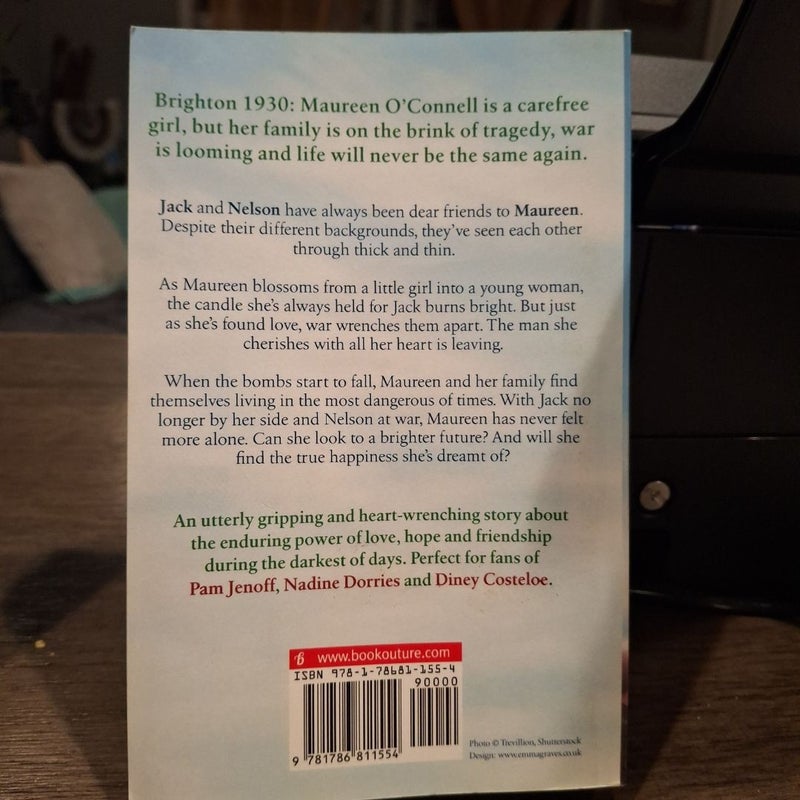 Brighton 1930: Maureen O'Connell is a carefree
girl, but her family is on the brink of tragedy, war
is looming and life will never be the same again.
Jack and Nelson have always been dear friends to Maureen.
Despite their different backgrounds, they've seen each other
through thick and thin.
As Maureen blossoms from a little girl into a young woman,
the candle she's always held for Jack burns bright. But just
as she's found love, war wrenches them apart. The man she
cherishes with all her heart is leaving.
When the bombs start to fall, Maureen and her family find
themselves living in the most dangerous of times. With Jack no
longer by her side and Nelson at war, Maureen has never felt
more alone. Can she look to a brighter future? And will she
find the true happiness she's dreamt of?
An utterly gripping and heart-wrenching story about
the enduring power of love, hope and friendship
during the darkest of days. Perfect for fans of
Pam Jenoff, Nadine Dorries and Diney Costeloe.
b www.bookouture.com
ISBN 978-1-78681-155-4
90000
9 781786 811554
Photo © Trevillion, Shutterstock
Design: www.emmagraves.co.uk